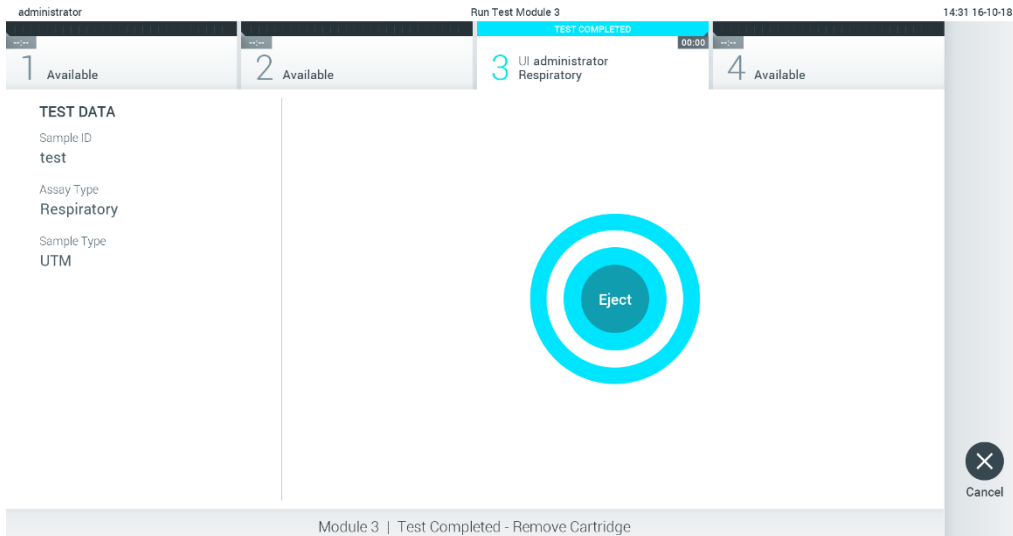 administrator
Run Test Module 3
14:31 16-10-18
TEST COMPLETED
--:--
1 Available
--:--
2 Available
00:00
3 UI administrator
Respiratory
--:--
4 Available
TEST DATA
Sample ID
test
Assay Type
Respiratory
Sample Type
UTM
Eject
Cancel
Module 3 | Test Completed - Remove Cartridge